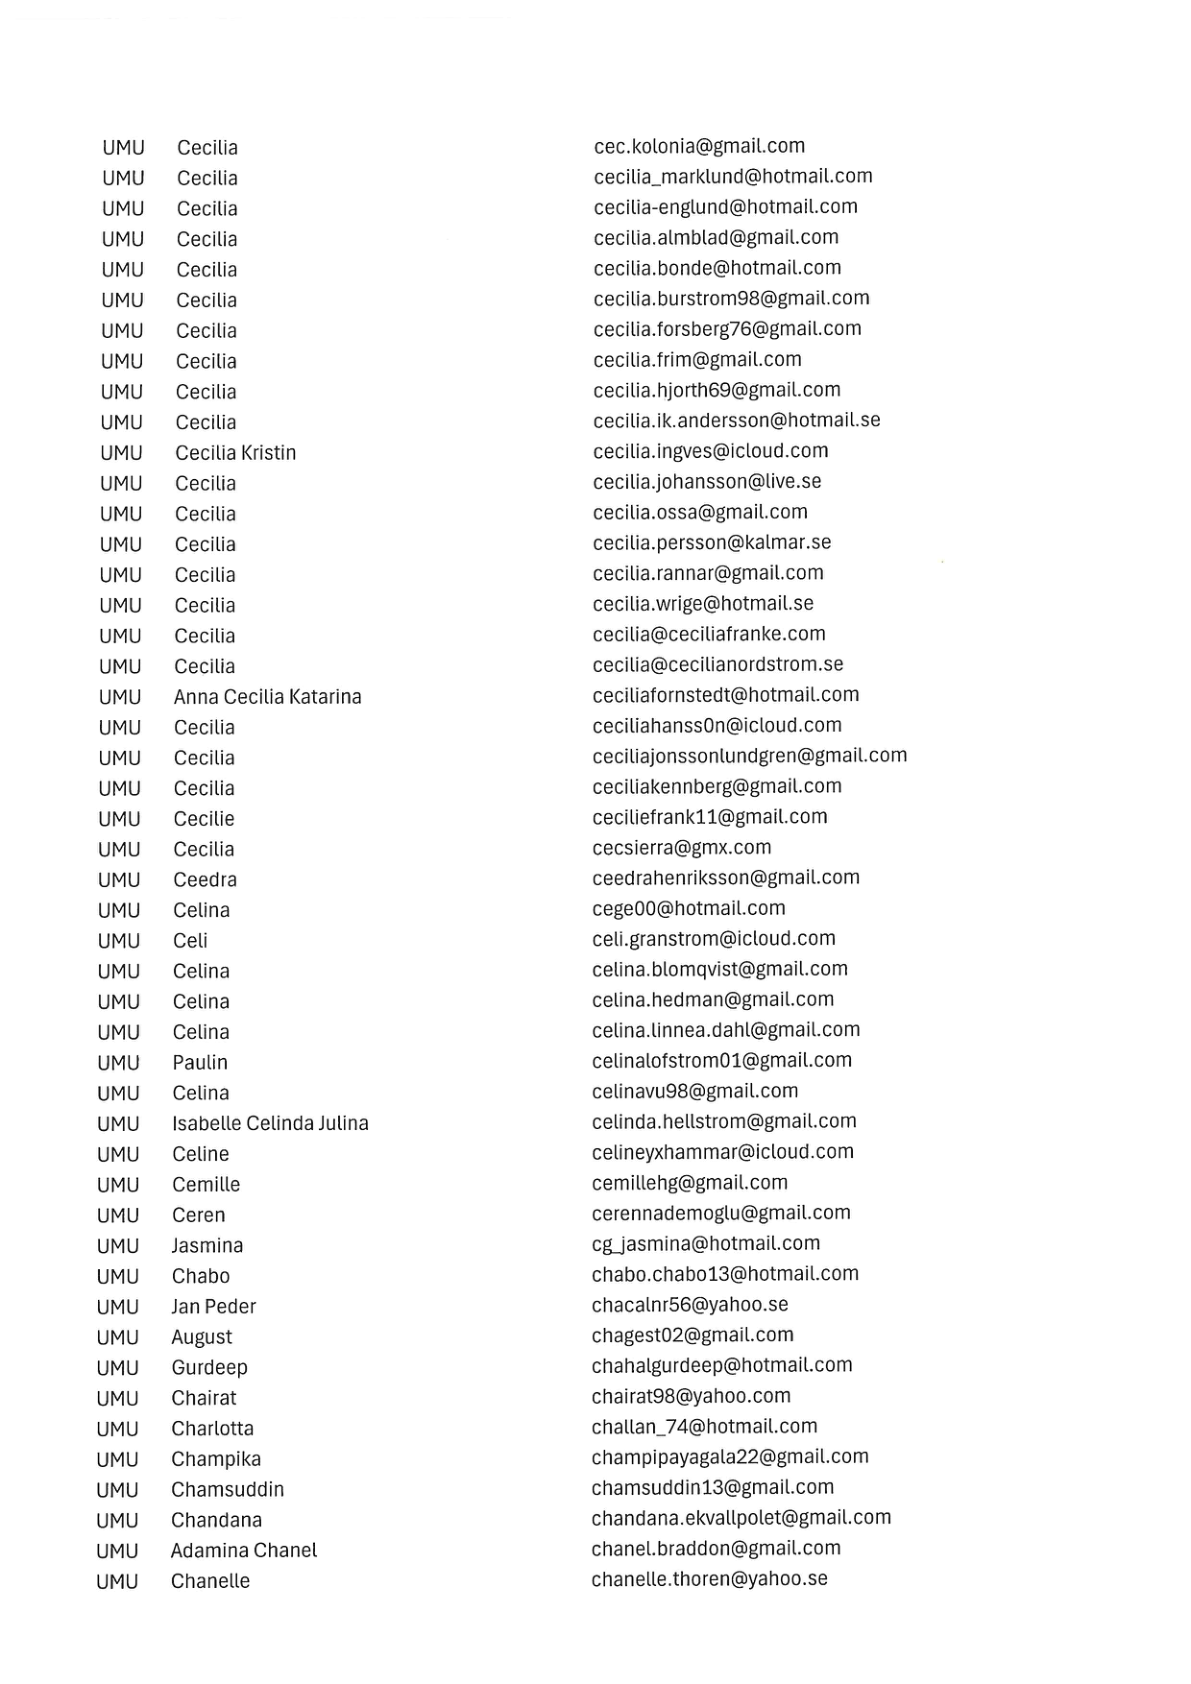 UMU Cecilia cec.kolonia@gmail.com
UMU Cecilia cecilia_marklund@hotmail.com
UMU Cecilia cecilia-englund@hotmail.com
UMU Cecilia cecilia.almblad@gmail.com
UMU Cecilia cecilia.bonde@hotmail.com
UMU Cecilia cecilia.burstrom98@gmail.com
UMU Cecilia cecilia.forsberg76@gmail.com
UMU Cecilia cecilia.frim@gmail.com
UMU Cecilia cecilia.hjorth69@gmail.com
UMU Cecilia cecilia.ik.andersson@hotmail.se
UMU Cecilia Kristin cecilia.ingves@icloud.com
UMU Cecilia cecilia.johansson@live.se
UMU Cecilia cecilia.ossa@gmail.com
UMU Cecilia cecilia.persson@kalmar.se
UMU Cecilia cecilia.rannar@gmail.com
UMU Cecilia cecilia.wrige@hotmail.se
UMU Cecilia cecilia@ceciliafranke.com
UMU Cecilia cecilia@cecilianordstrom.se
UMU Anna Cecilia Katarina ceciliafornstedt@hotmail.com
UMU Cecilia ceciliahanss0n@icloud.com
UMU Cecilia ceciliajonssonlundgren@gmail.com
UMU Cecilia ceciliakennberg@gmail.com
UMU Cecilie ceciliefrank11@gmail.com
UMU Cecilia cecsierra@gmx.com
UMU Ceedra ceedrahenriksson@gmail.com
UMU Celina cege00@hotmail.com
UMU Celi celi.granstrom@icloud.com
UMU Celina celina.blomqvist@gmail.com
UMU Celina celina.hedman@gmail.com
UMU Celina celina.linnea.dahl@gmail.com
UMU Paulin celinalofstrom01@gmail.com
UMU Celina celinavu98@gmail.com
UMU Isabelle Celinda Julina celinda.hellstrom@gmail.com
UMU Celine celineyxhammar@icloud.com
UMU Cemille cemillehg@gmail.com
UMU Ceren cerennademoglu@gmail.com
UMU Jasmina cg_jasmina@hotmail.com
UMU Chabo chabo.chabo13@hotmail.com
UMU Jan Peder chacalnr56@yahoo.se
UMU August chagest02@gmail.com
UMU Gurdeep chahalgurdeep@hotmail.com
UMU Chairat chairat98@yahoo.com
UMU Charlotta challan_74@hotmail.com
UMU Champika champipayagala22@gmail.com
UMU Chamsuddin chamsuddin13@gmail.com
UMU Chandana chandana.ekvallpolet@gmail.com
UMU Adamina Chanel chanel.braddon@gmail.com
UMU Chanelle chanelle.thoren@yahoo.se